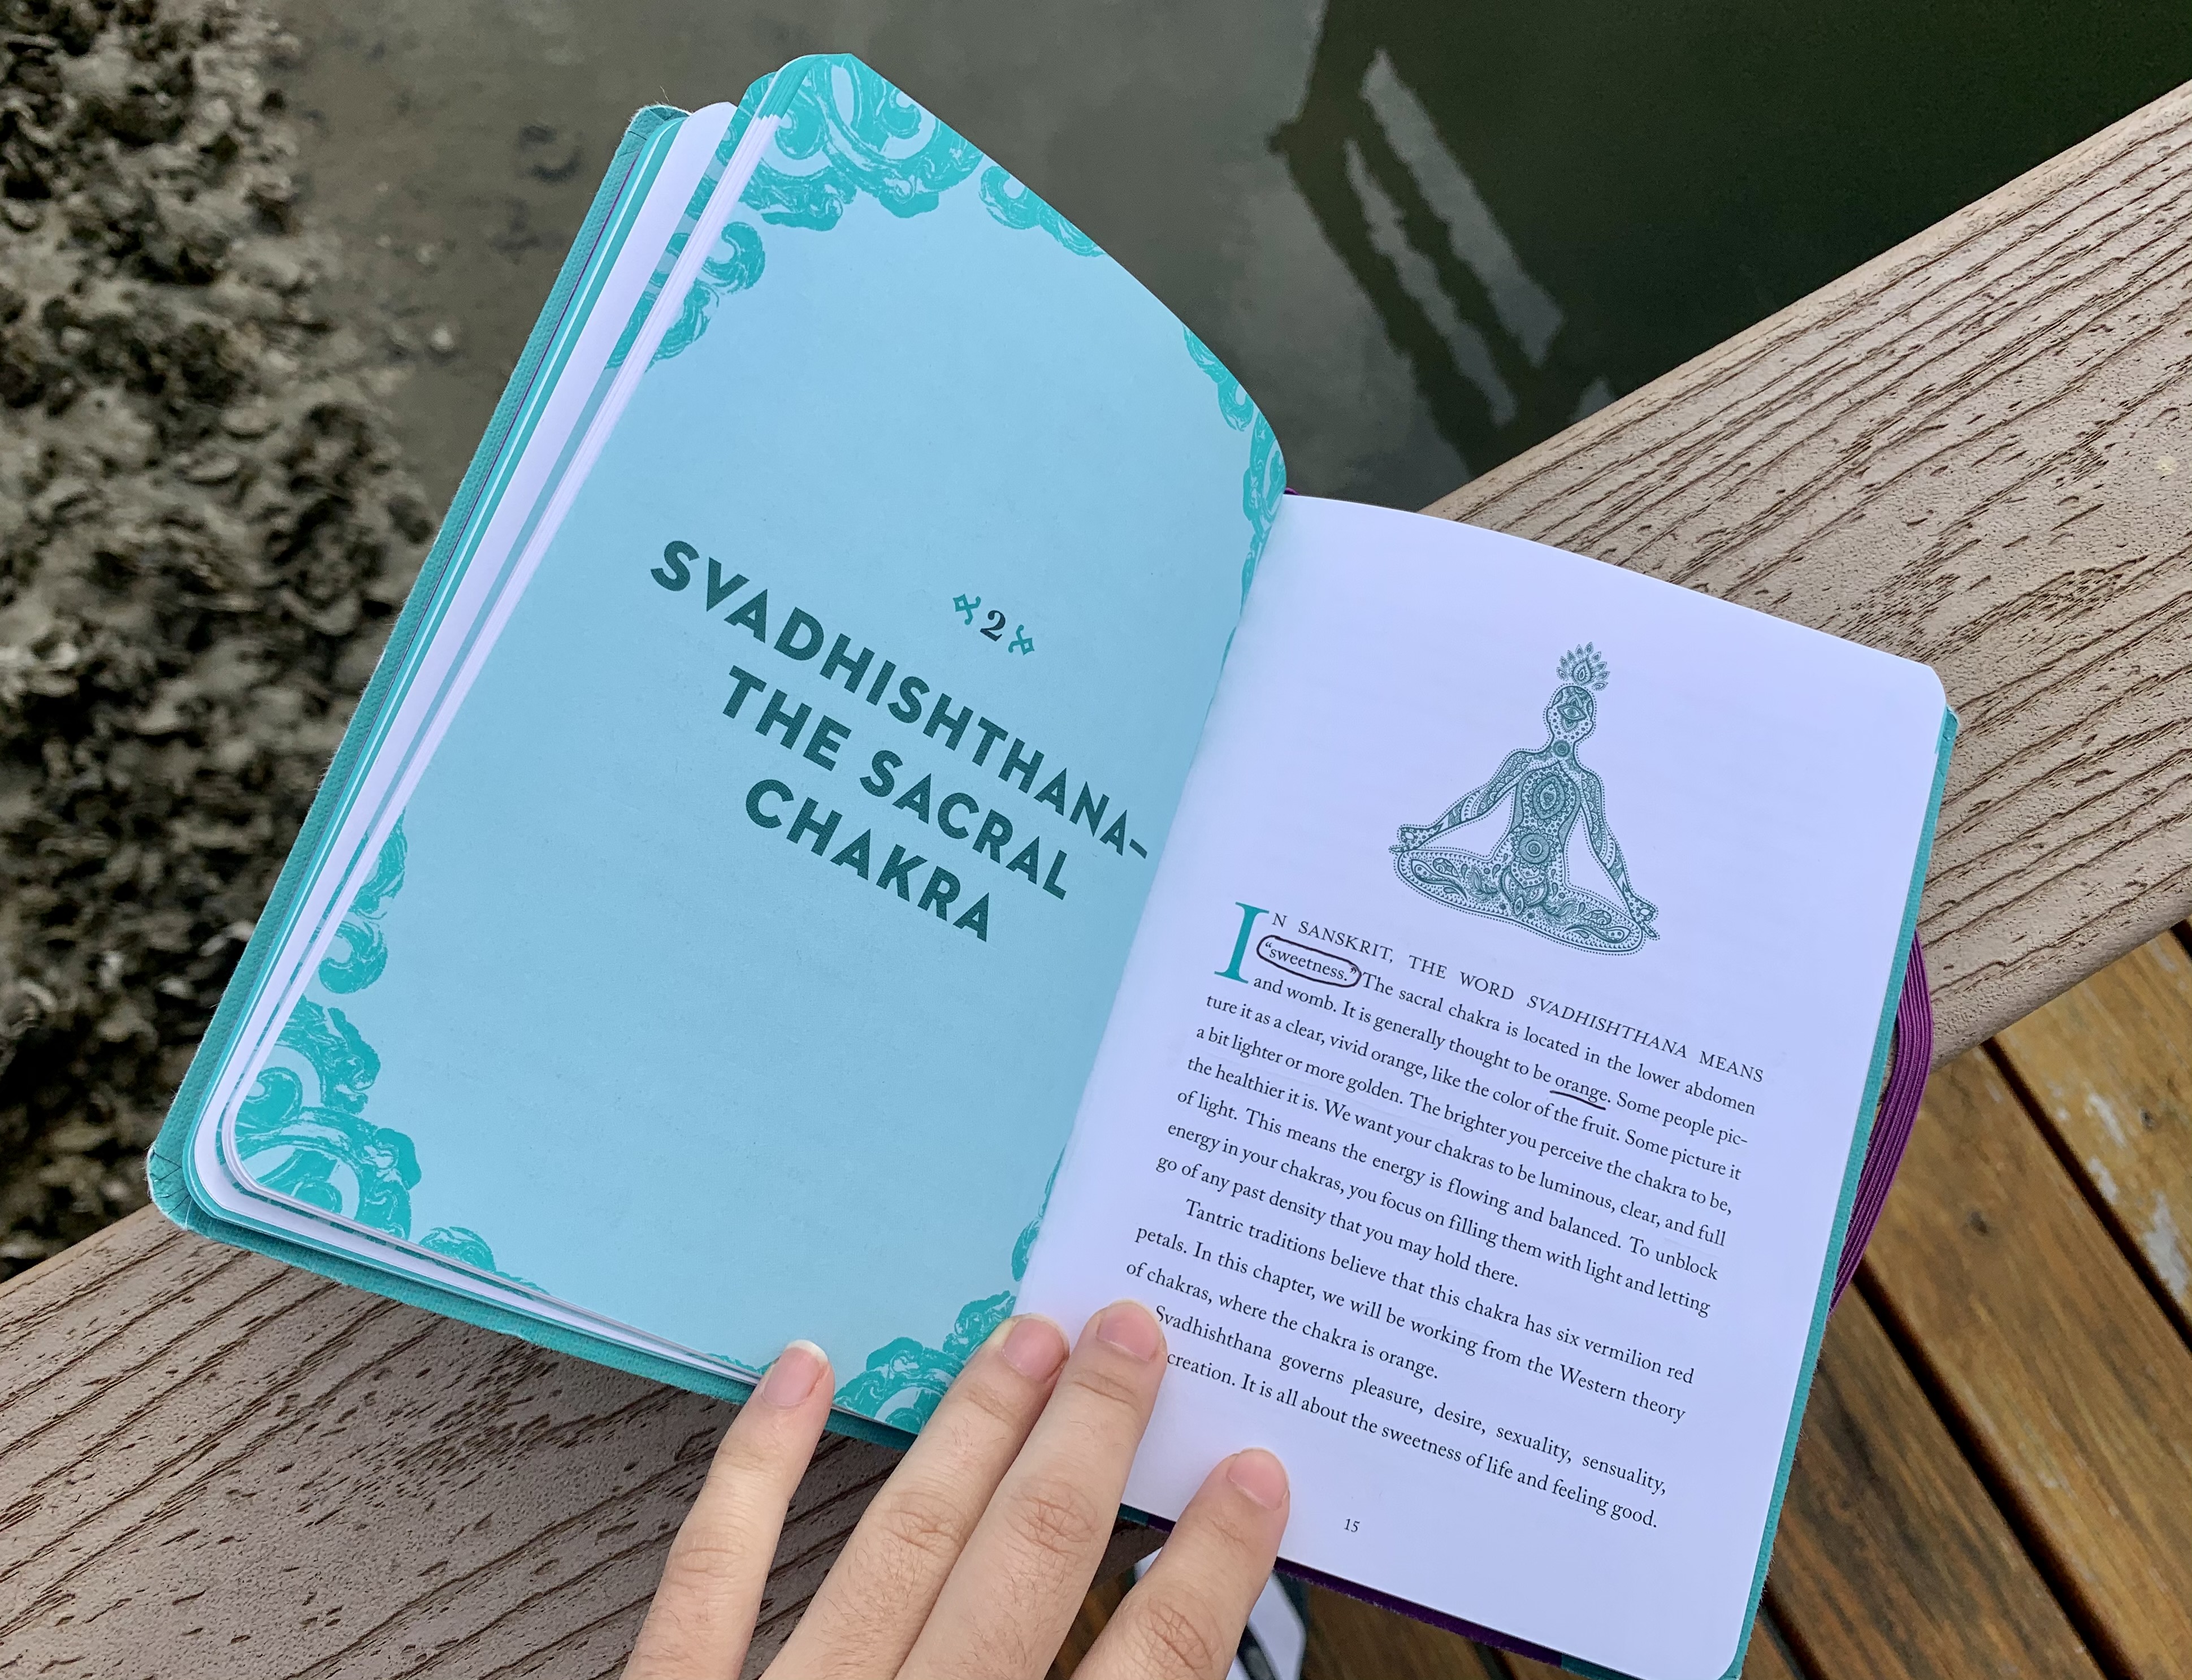 2
SVADHISHTHANA–
THE SACRAL
CHAKRA
IN SANSKRIT, THE WORD SVADHISHTHANA MEANS
“sweetness.” The sacral chakra is located in the lower abdomen
and womb. It is generally thought to be orange. Some people pic-
ture it as a clear, vivid orange, like the color of the fruit. Some picture it
a bit lighter or more golden. The brighter you perceive the chakra to be,
the healthier it is. We want your chakras to be luminous, clear, and full
of light. This means the energy is flowing and balanced. To unblock
energy in your chakras, you focus on filling them with light and letting
go of any past density that you may hold there.
Tantric traditions believe that this chakra has six vermilion red
petals. In this chapter, we will be working from the Western theory
of chakras, where the chakra is orange.
Svadhishthana governs pleasure, desire, sexuality, sensuality,
creation. It is all about the sweetness of life and feeling good.
15